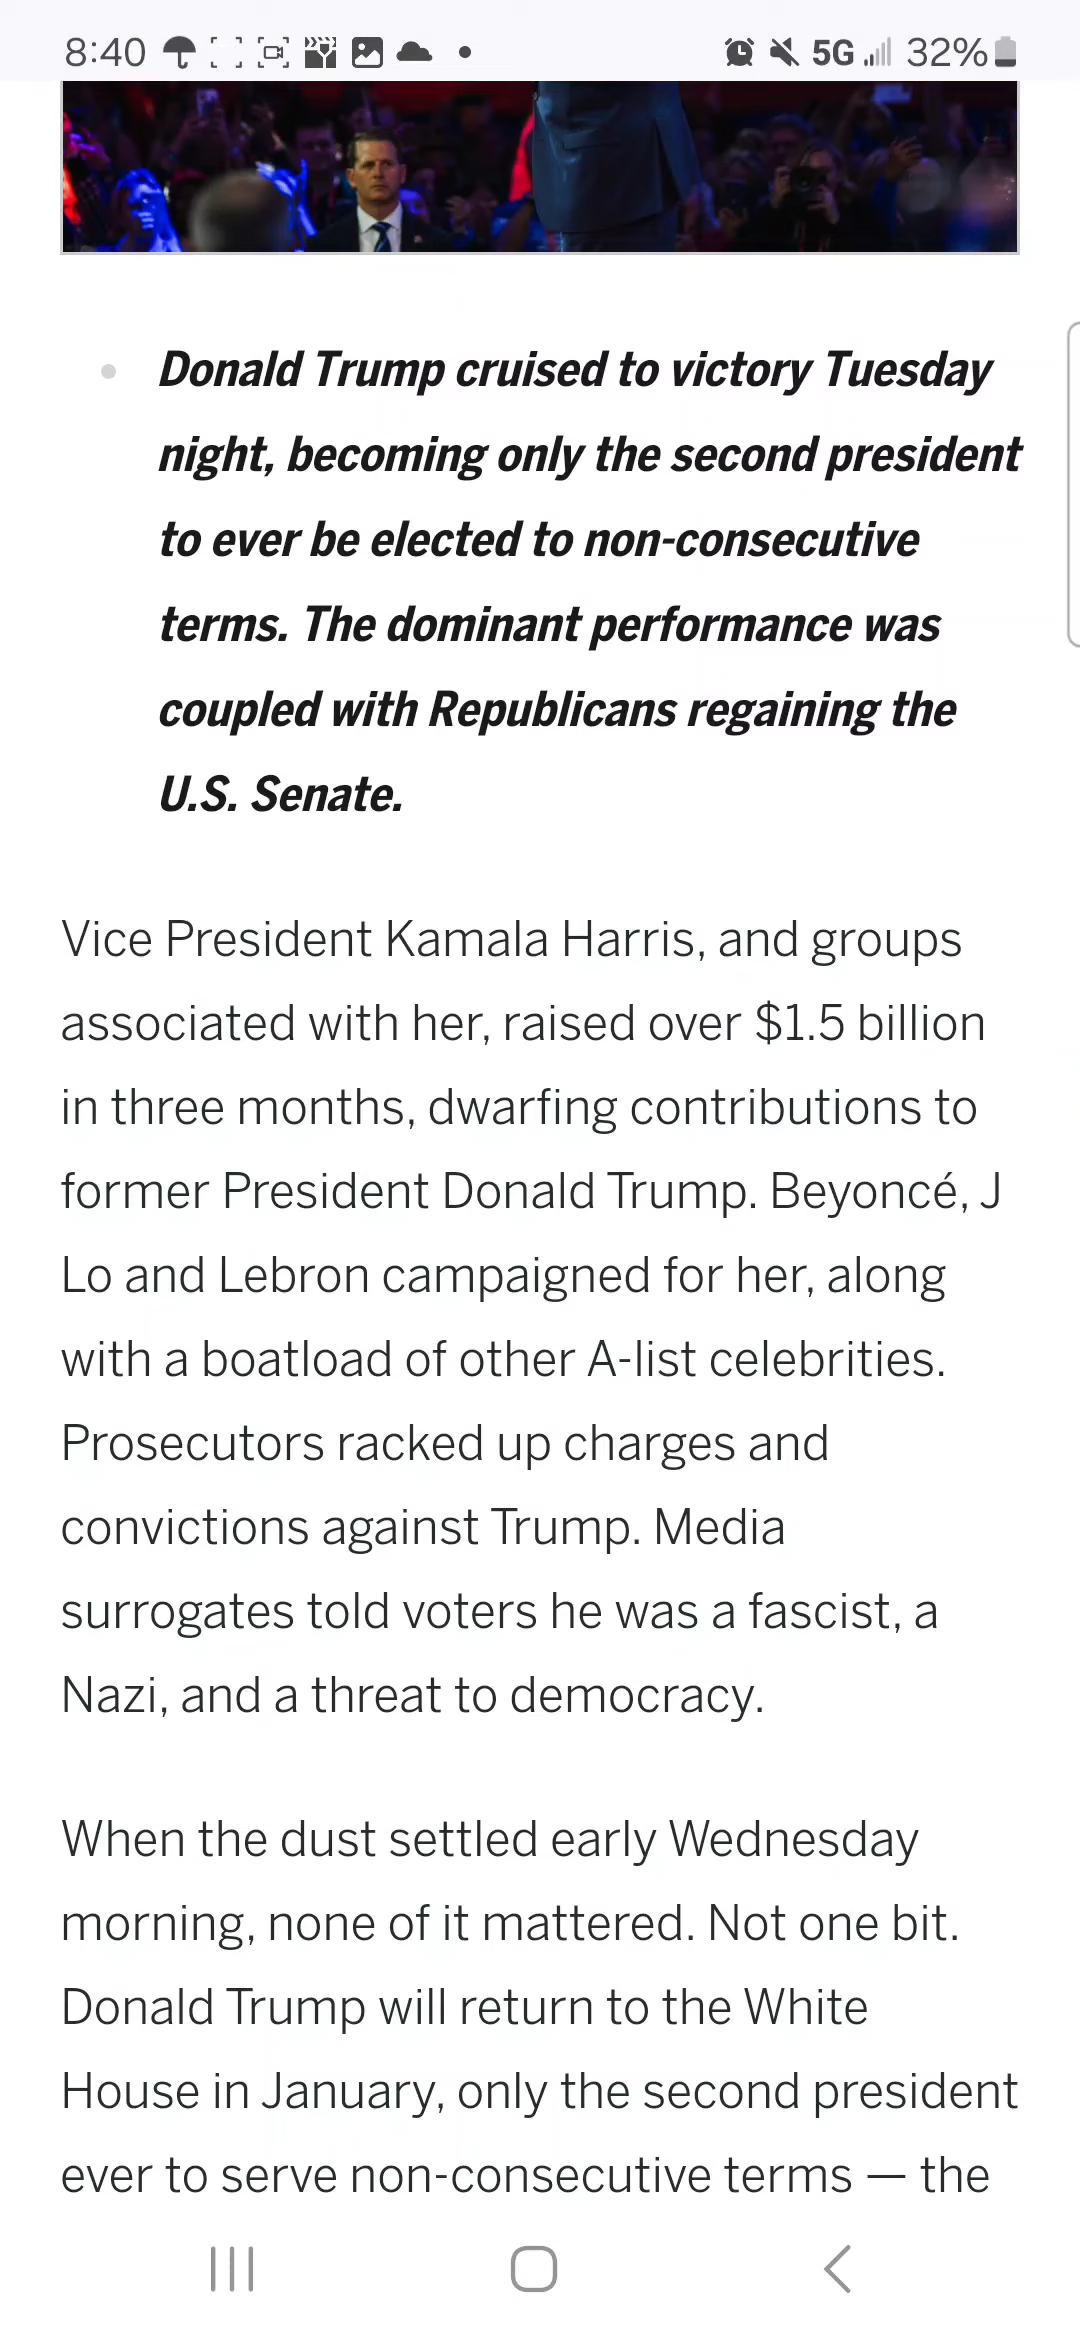 8:40
5G 32%
Donald Trump cruised to victory Tuesday
night, becoming only the second president
to ever be elected to non-consecutive
terms. The dominant performance was
coupled with Republicans regaining the
U.S. Senate.
Vice President Kamala Harris, and groups
associated with her, raised over $1.5 billion
in three months, dwarfing contributions to
former President Donald Trump. Beyoncé, J
Lo and Lebron campaigned for her, along
with a boatload of other A-list celebrities.
Prosecutors racked up charges and
convictions against Trump. Media
surrogates told voters he was a fascist, a
Nazi, and a threat to democracy.
When the dust settled early Wednesday
morning, none of it mattered. Not one bit.
Donald Trump will return to the White
House in January, only the second president
ever to serve non-consecutive terms — the